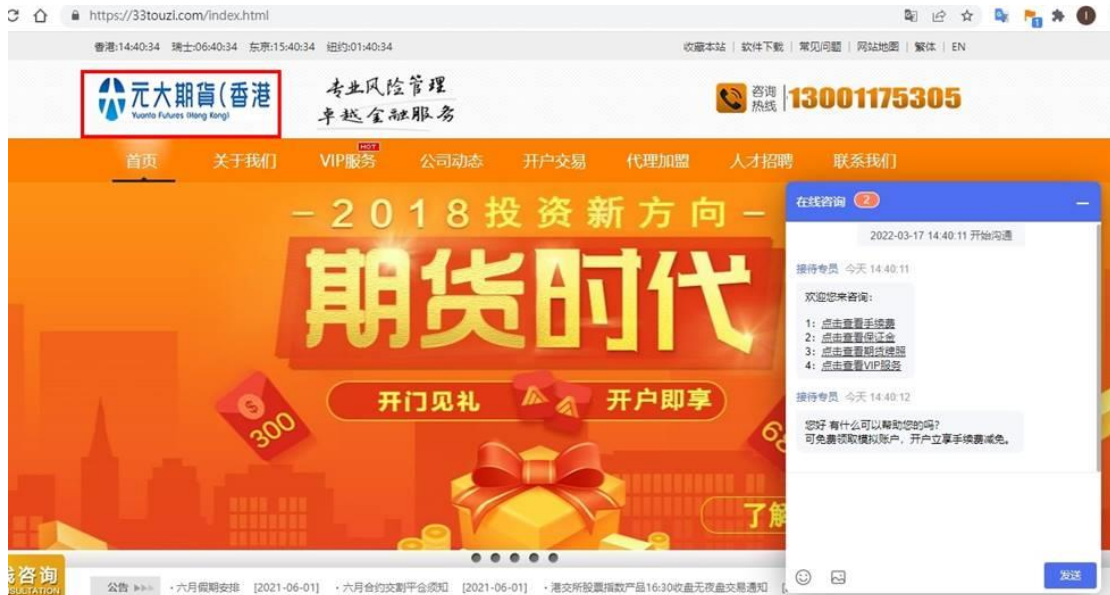 https://33touzi.com/index.html
香港:14:40:34 瑞士:06:40:34 东京:15:40:34 纽约:01:40:34 收藏本站 | 软件下载 | 常见问题 | 网站地图 | 繁体 | EN
元大期貨(香港
Yuanta Futures (Hong Kong)
专业风险管理
卓越金融服务
咨询热线 13001175305
HOT
首页 关于我们 VIP服务 公司动态 开户交易 代理加盟 人才招聘 联系我们
-2018投资新方向-
期货时代
开门见礼 开户即享
300
68
了解
在线咨询 2
2022-03-17 14:40:11 开始沟通
接待专员 今天 14:40:11
欢迎您来咨询:
1: 点击查看手续费
2: 点击查看保证金
3: 点击查看期货牌照
4: 点击查看VIP服务
接待专员 今天 14:40:12
您好 有什么可以帮助您的吗?
可免费领取模拟账户，开户立享手续费减免。
发送
线咨询
公告 ·六月假期安排 [2021-06-01] ·六月合约交割平仓须知 [2021-06-01] ·港交所股票指数产品16:30收盘无夜盘交易通知